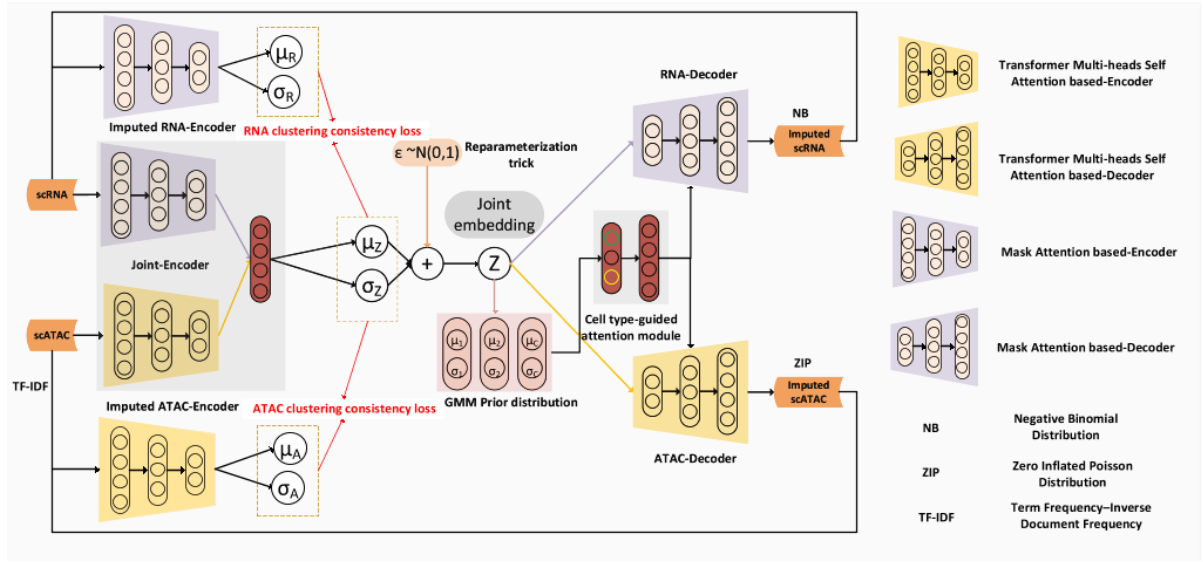 μR
σR
Imputed RNA-Encoder
RNA clustering consistency loss
ε ~N(0,1)
Reparameterization
trick
RNA-Decoder
NB
Imputed
scRNA
scRNA
Joint-Encoder
μZ
σZ
+
Joint
embedding
Z
Cell type-guided
attention module
scATAC
TF-IDF
μ1
μ2
μC
σ1
σ2
σC
GMM Prior distribution
ZIP
Imputed
scATAC
Imputed ATAC-Encoder
ATAC clustering consistency loss
ATAC-Decoder
μA
σA
Transformer Multi-heads Self
Attention based-Encoder
Transformer Multi-heads Self
Attention based-Decoder
Mask Attention based-Encoder
Mask Attention based-Decoder
NB
Negative Binomial
Distribution
ZIP
Zero Inflated Poisson
Distribution
TF-IDF
Term Frequency–Inverse
Document Frequency